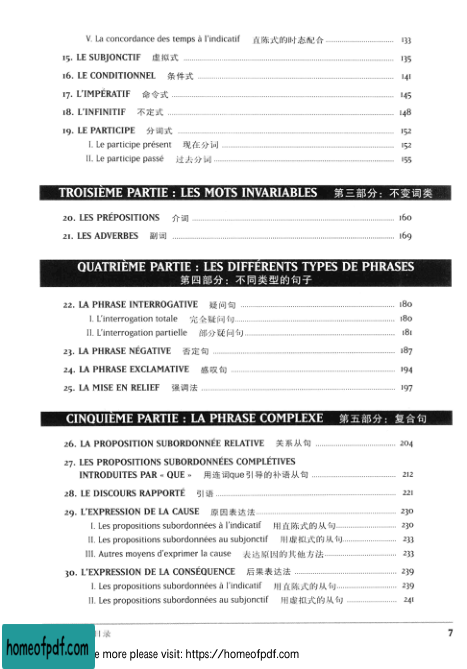 V. La concordance des temps à l'indicatif 直陈式的时态配合 133
15. LE SUBJONCTIF 虚拟式 135
16. LE CONDITIONNEL 条件式 141
17. L'IMPÉRATIF 命令式 145
18. L'INFINITIF 不定式 148
19. LE PARTICIPE 分词式 152
I. Le participe présent 现在分词 152
II. Le participe passé 过去分词 155
TROISIÈME PARTIE : LES MOTS INVARIABLES 第三部分：不变词类
20. LES PRÉPOSITIONS 介词 160
21. LES ADVERBES 副词 169
QUATRIÈME PARTIE : LES DIFFÉRENTS TYPES DE PHRASES
第四部分：不同类型的句子
22. LA PHRASE INTERROGATIVE 疑问句 180
I. L'interrogation totale 完全疑问句 180
II. L'interrogation partielle 部分疑问句 181
23. LA PHRASE NÉGATIVE 否定句 187
24. LA PHRASE EXCLAMATIVE 感叹句 194
25. LA MISE EN RELIEF 强调法 197
CINQUIÈME PARTIE : LA PHRASE COMPLEXE 第五部分：复合句
26. LA PROPOSITION SUBORDONNÉE RELATIVE 关系从句 204
27. LES PROPOSITIONS SUBORDONNÉES COMPLÉTIVES
INTRODUITES PAR « QUE » 用连词que引导的补语从句 212
28. LE DISCOURS RAPPORTÉ 引语 221
29. L'EXPRESSION DE LA CAUSE 原因表达法 230
I. Les propositions subordonnées à l'indicatif 用直陈式的从句 230
II. Les propositions subordonnées au subjonctif 用虚拟式的从句 233
III. Autres moyens d'exprimer la cause 表达原因的其他方法 233
30. L'EXPRESSION DE LA CONSÉQUENCE 后果表达法 239
I. Les propositions subordonnées à l'indicatif 用直陈式的从句 239
II. Les propositions subordonnées au subjonctif 用虚拟式的从句 241
录 7
homeofpdf.com
more please visit: https://homeofpdf.com